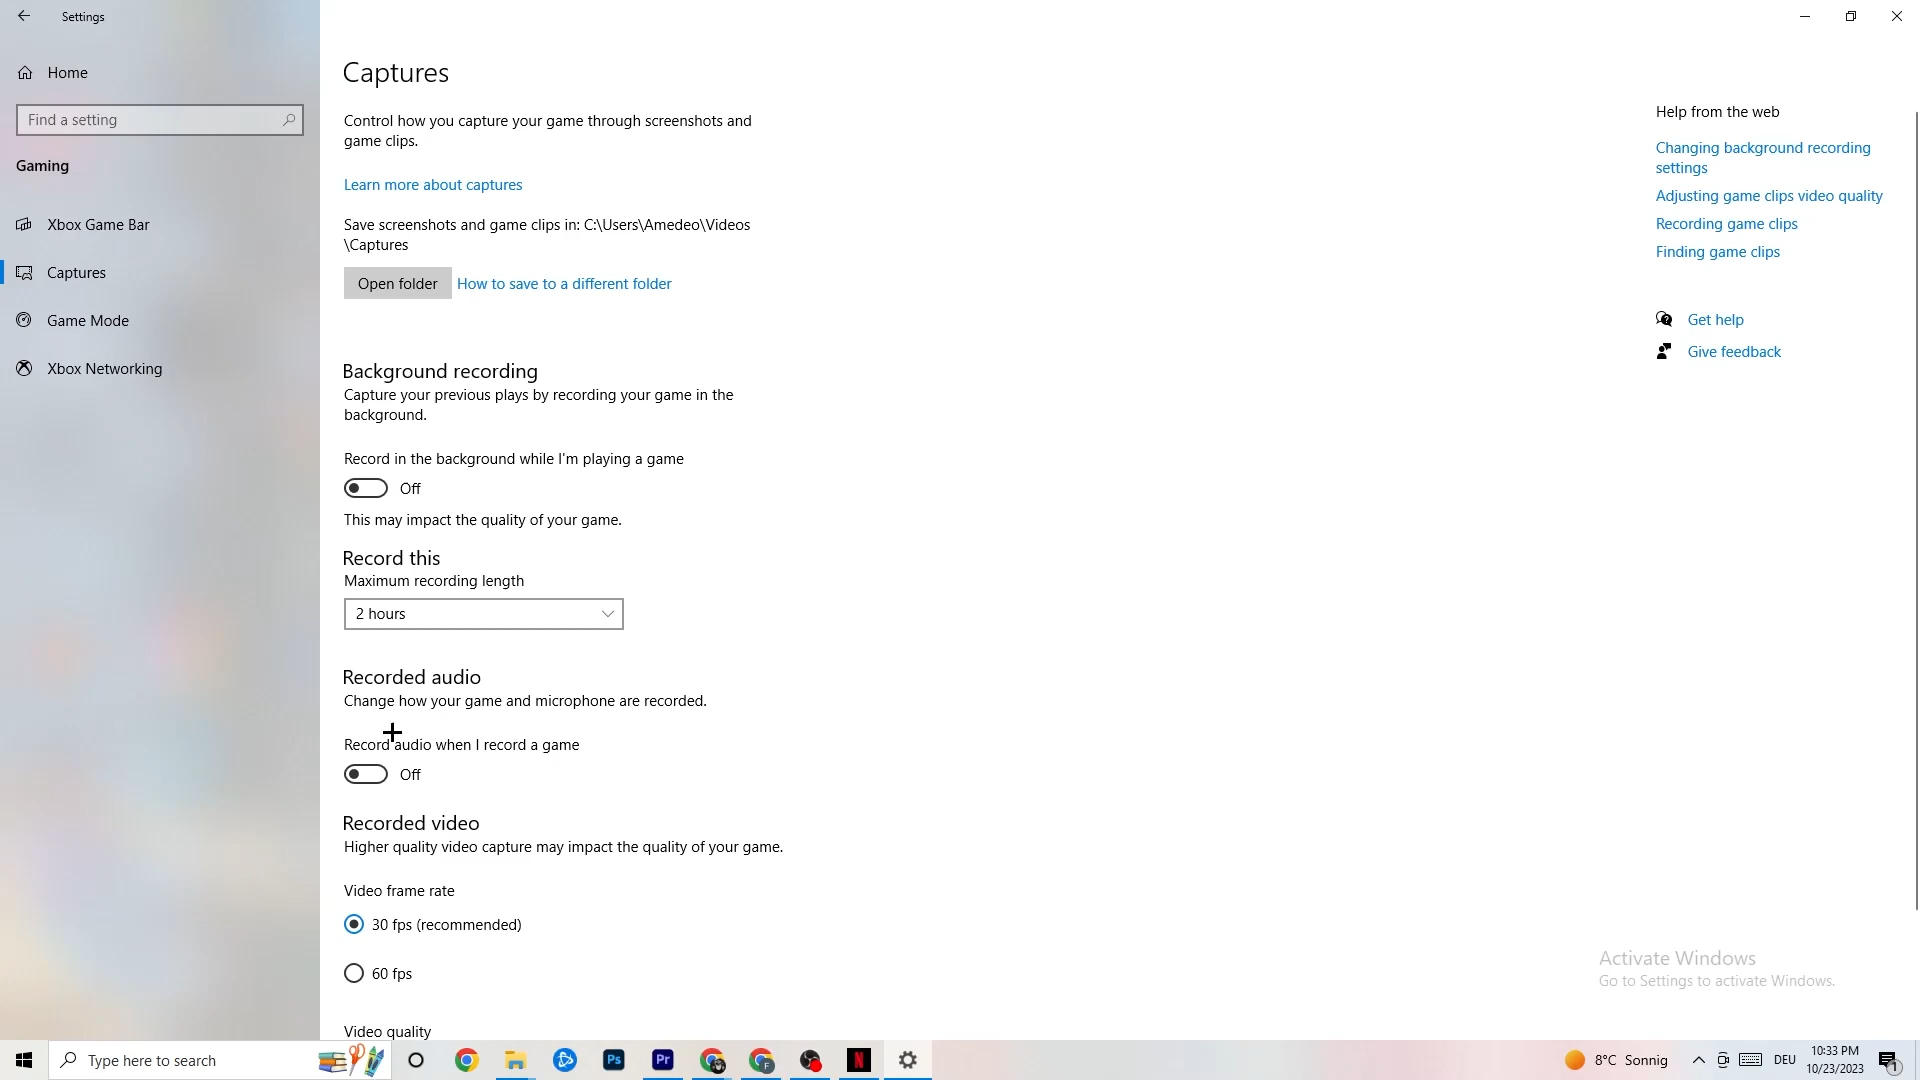 Settings
Home
Find a setting
Gaming
Xbox Game Bar
Captures
Game Mode
Xbox Networking
Captures
Control how you capture your game through screenshots and
game clips.
Learn more about captures
Save screenshots and game clips in: C:\Users\Amedeo\Videos
\Captures
Open folder How to save to a different folder
Background recording
Capture your previous plays by recording your game in the
background.
Record in the background while I'm playing a game
Off
This may impact the quality of your game.
Record this
Maximum recording length
2 hours
Recorded audio
Change how your game and microphone are recorded.
Record audio when I record a game
Off
Recorded video
Higher quality video capture may impact the quality of your game.
Video frame rate
30 fps (recommended)
60 fps
Video quality
Help from the web
Changing background recording
settings
Adjusting game clips video quality
Recording game clips
Finding game clips
Get help
Give feedback
Activate Windows
Go to Settings to activate Windows.
Type here to search
Ps
Pr
F
N
8°C Sonnig
DEU
10:33 PM
10/23/2023
1